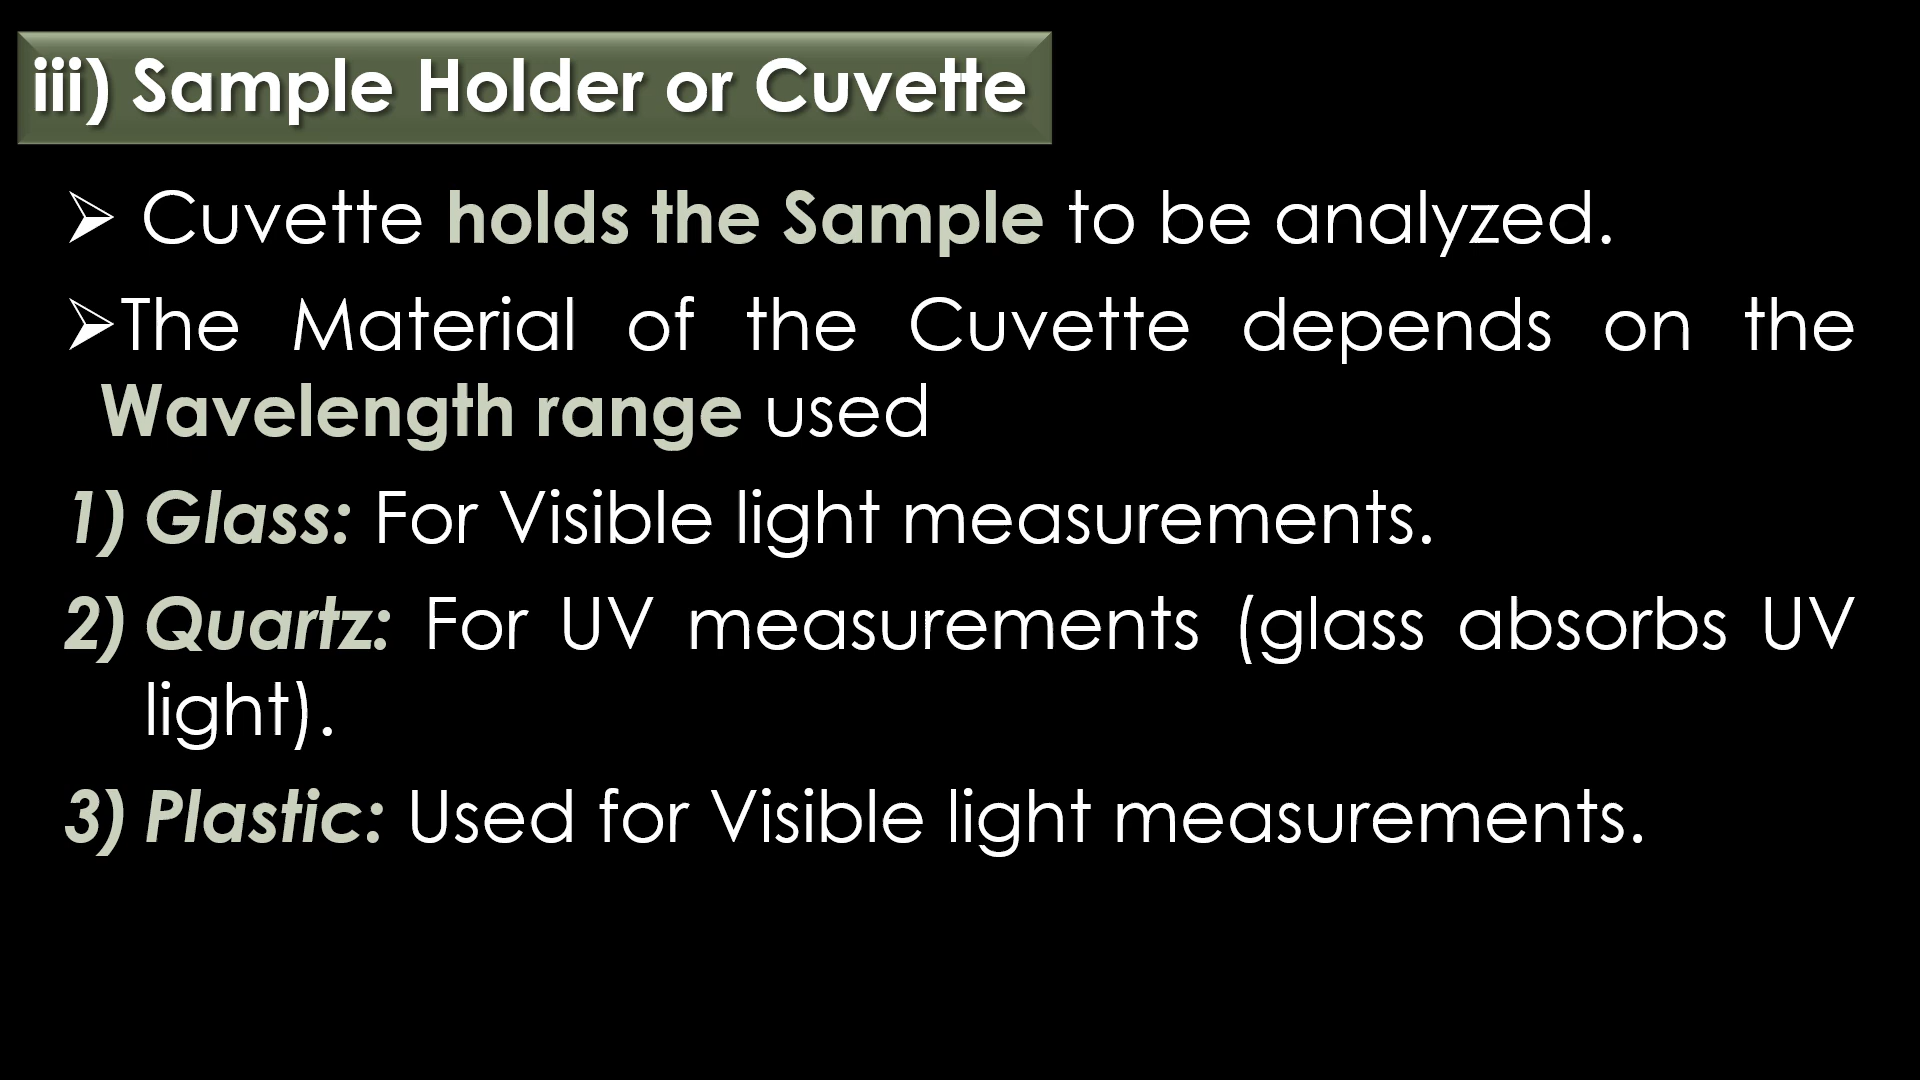 iii) Sample Holder or Cuvette
➢ Cuvette holds the Sample to be analyzed.
➢The Material of the Cuvette depends on the
Wavelength range used
1) Glass: For Visible light measurements.
2) Quartz: For UV measurements (glass absorbs UV
light).
3) Plastic: Used for Visible light measurements.